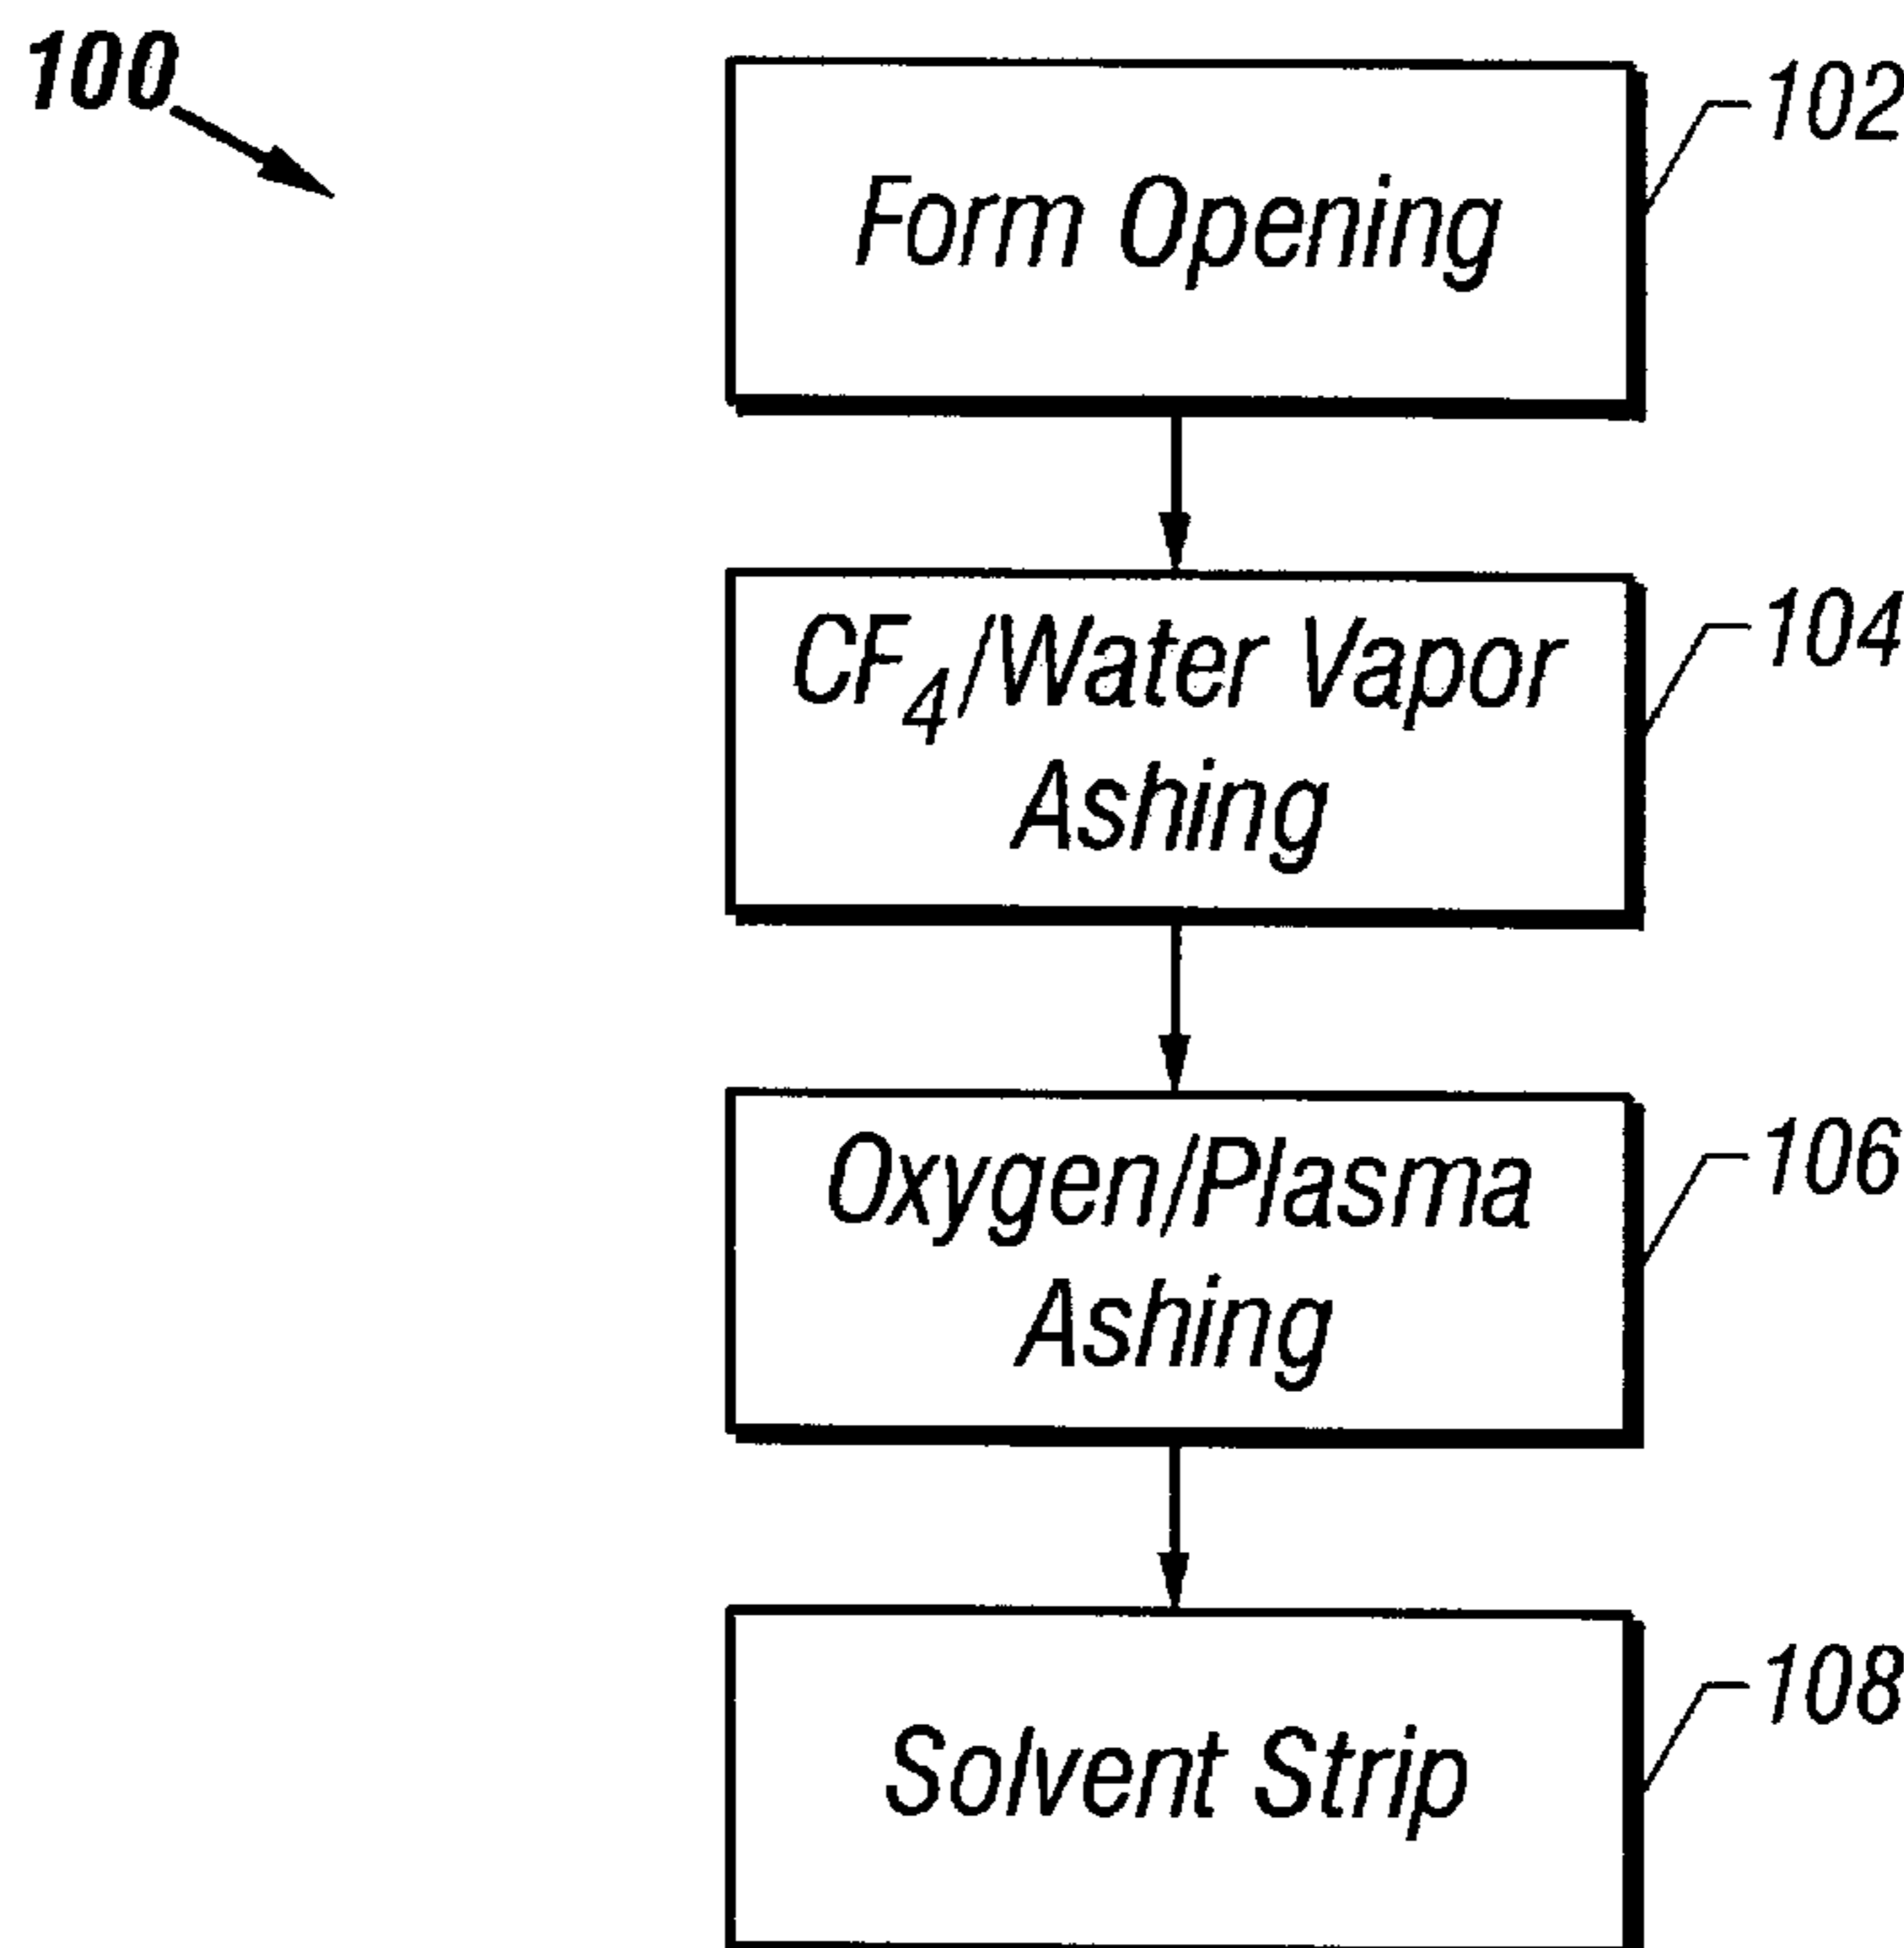 100
102
Form Opening
104
CF4/Water Vapor
Ashing
106
Oxygen/Plasma
Ashing
108
Solvent Strip